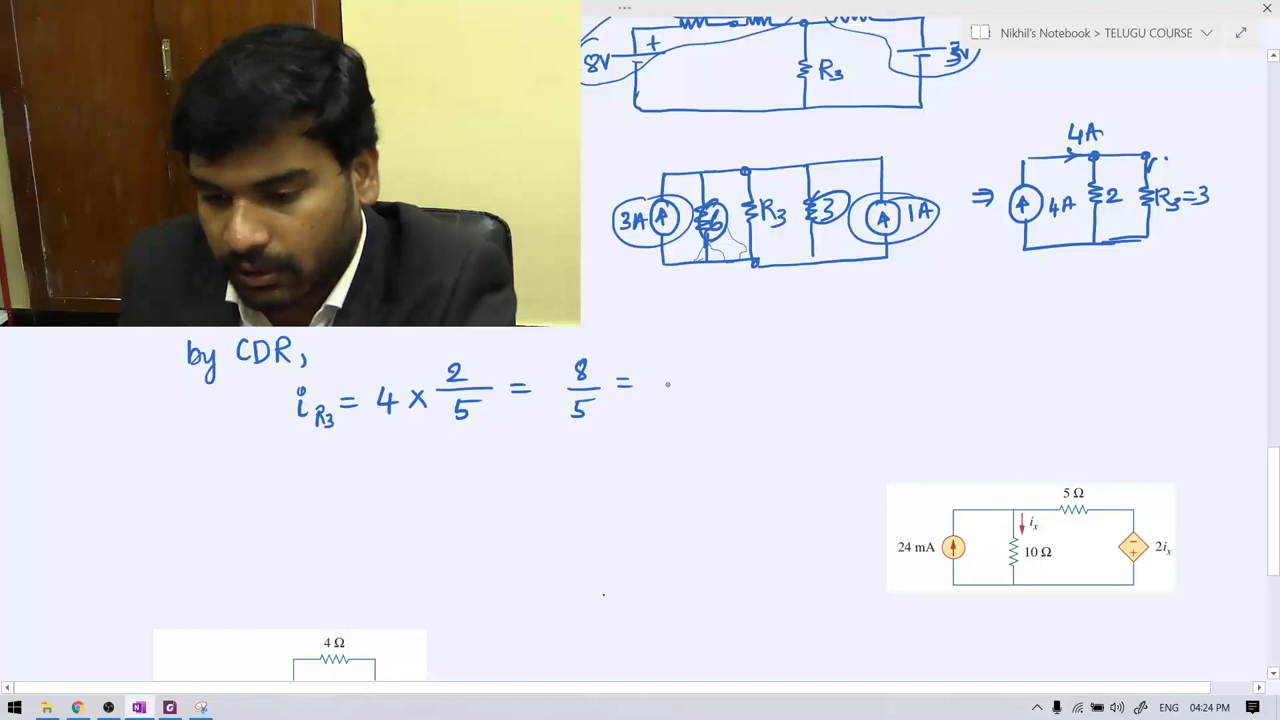 Nikhil's Notebook > TELUGU COURSE
8V
+
R3
3V
3A
6
R3
3
1A
⇒
4A
4A
2
R3=3
by CDR,
iR3 = 4 × 2/5 = 8/5 =
5 Ω
24 mA
ix
10 Ω
−
+
2ix
4 Ω
04:24 PM